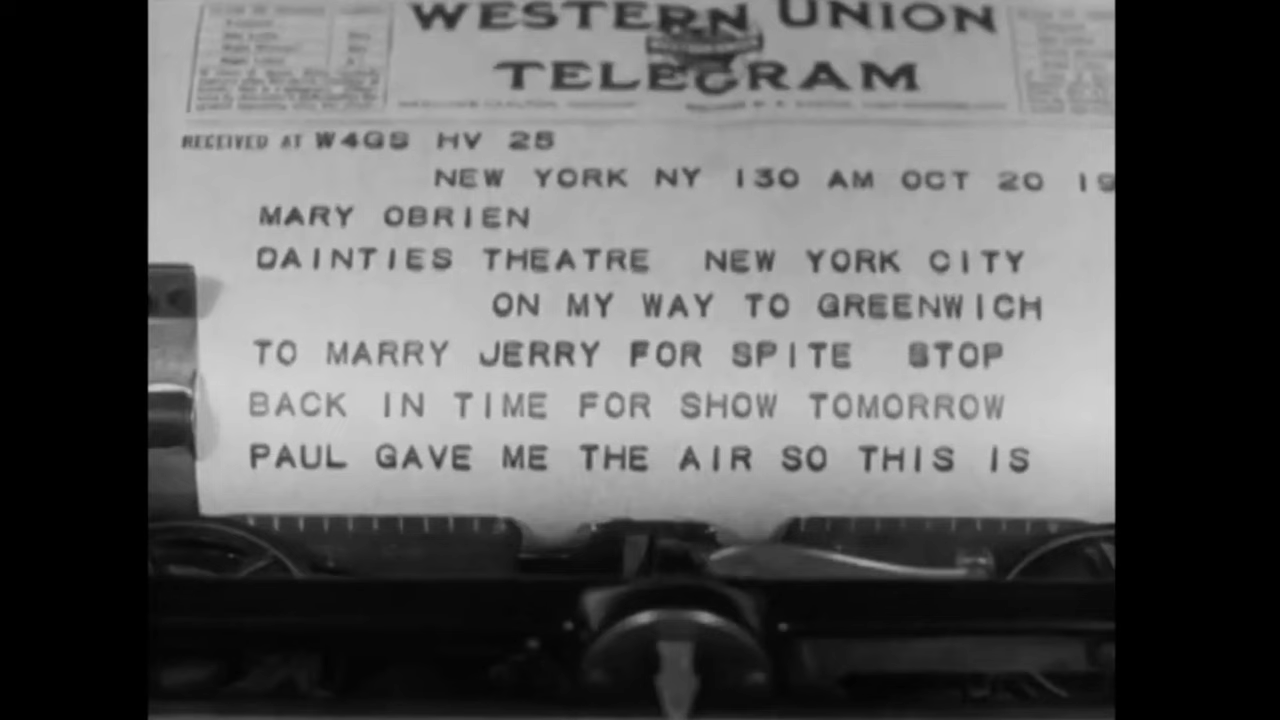 WESTERN UNION
TELEGRAM
RECEIVED AT W4GS HV 25
NEW YORK NY 130 AM OCT 20 19
MARY OBRIEN
DAINTIES THEATRE NEW YORK CITY
ON MY WAY TO GREENWICH
TO MARRY JERRY FOR SPITE STOP
BACK IN TIME FOR SHOW TOMORROW
PAUL GAVE ME THE AIR SO THIS IS